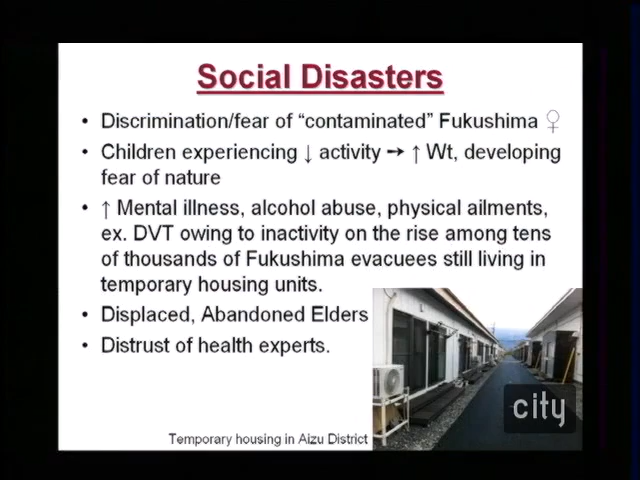 Social Disasters
• Discrimination/fear of “contaminated” Fukushima ♀
• Children experiencing ↓ activity → ↑ Wt, developing
fear of nature
• ↑ Mental illness, alcohol abuse, physical ailments,
ex. DVT owing to inactivity on the rise among tens
of thousands of Fukushima evacuees still living in
temporary housing units.
• Displaced, Abandoned Elders
• Distrust of health experts.
city
Temporary housing in Aizu District